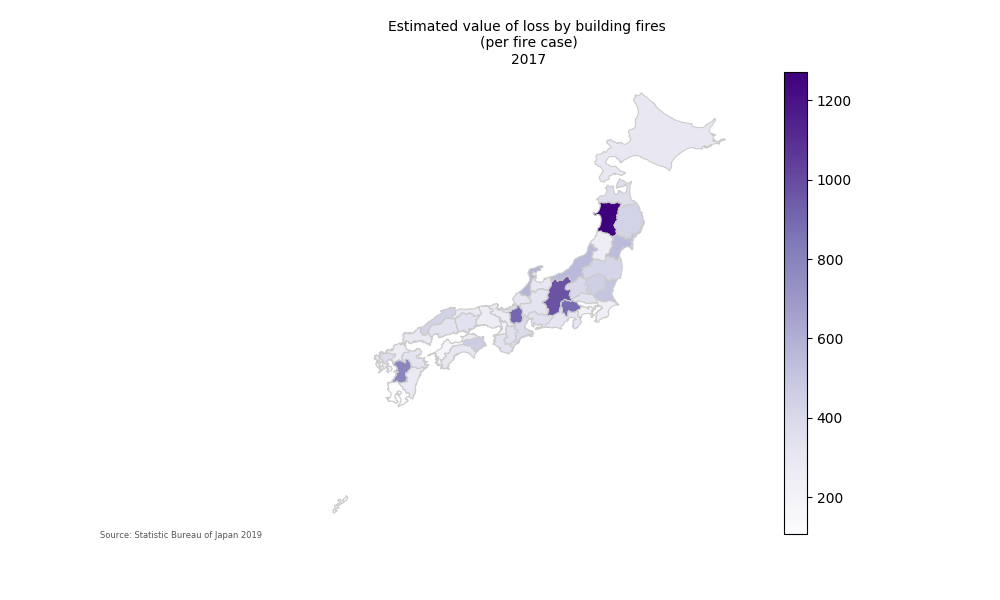 Estimated value of loss by building fires
(per fire case)
2017
1200
1000
800
600
400
200
Source: Statistic Bureau of Japan 2019